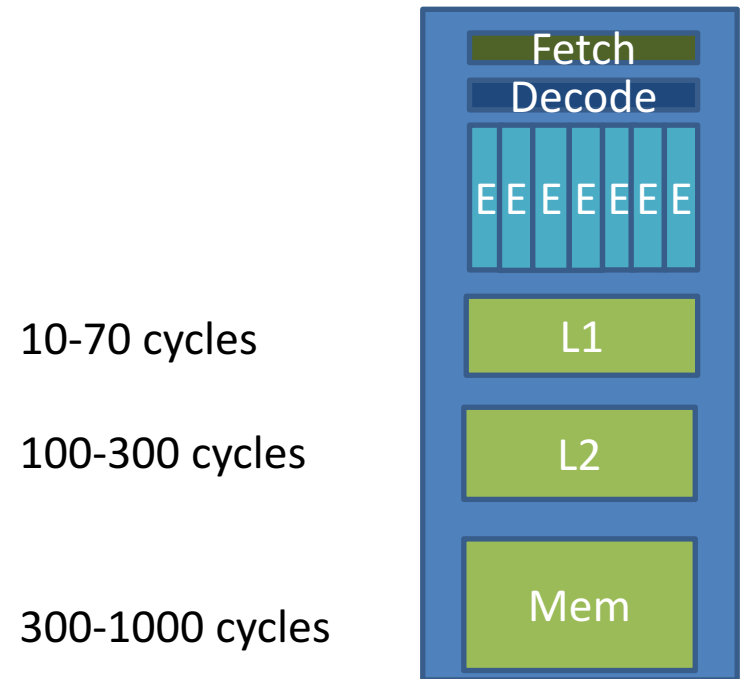 Fetch
Decode
E E E E E E E
10-70 cycles
L1
100-300 cycles
L2
300-1000 cycles
Mem